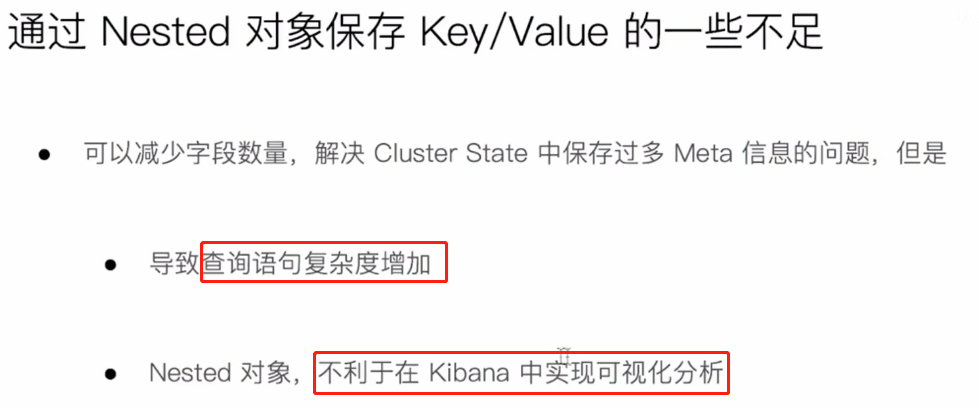 通过 Nested 对象保存 Key/Value 的一些不足
可以减少字段数量，解决 Cluster State 中保存过多 Meta 信息的问题，但是
导致查询语句复杂度增加
Nested 对象，不利于在 Kibana 中实现可视化分析